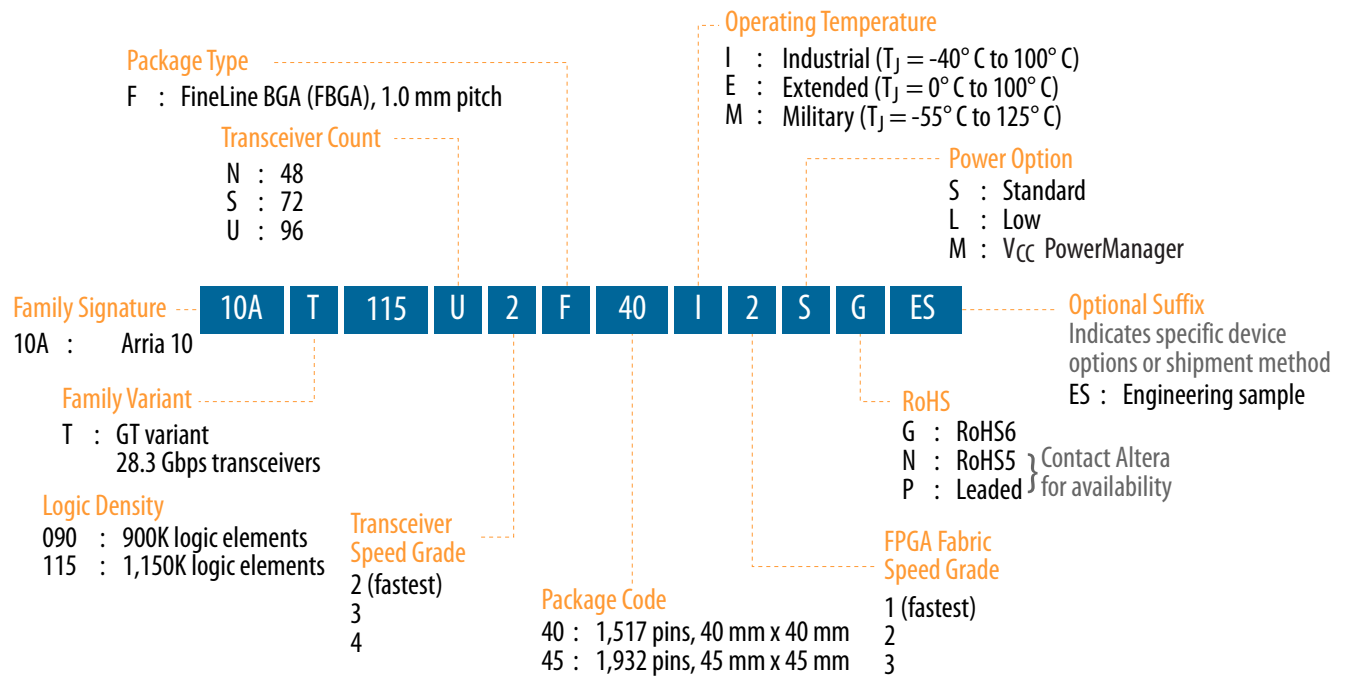 Operating Temperature
I : Industrial (TJ = -40° C to 100° C)
E : Extended (TJ = 0° C to 100° C)
M : Military (TJ = -55° C to 125° C)
Package Type
F : FineLine BGA (FBGA), 1.0 mm pitch
Transceiver Count
N : 48
S : 72
U : 96
Power Option
S : Standard
L : Low
M : VCC PowerManager
Family Signature
10A : Arria 10
10A T 115 U 2 F 40 I 2 S G ES
Optional Suffix
Indicates specific device
options or shipment method
ES : Engineering sample
Family Variant
T : GT variant
28.3 Gbps transceivers
RoHS
G : RoHS6
N : RoHS5
P : Leaded
Contact Altera
for availability
Logic Density
090 : 900K logic elements
115 : 1,150K logic elements
Transceiver
Speed Grade
2 (fastest)
3
4
Package Code
40 : 1,517 pins, 40 mm x 40 mm
45 : 1,932 pins, 45 mm x 45 mm
FPGA Fabric
Speed Grade
1 (fastest)
2
3